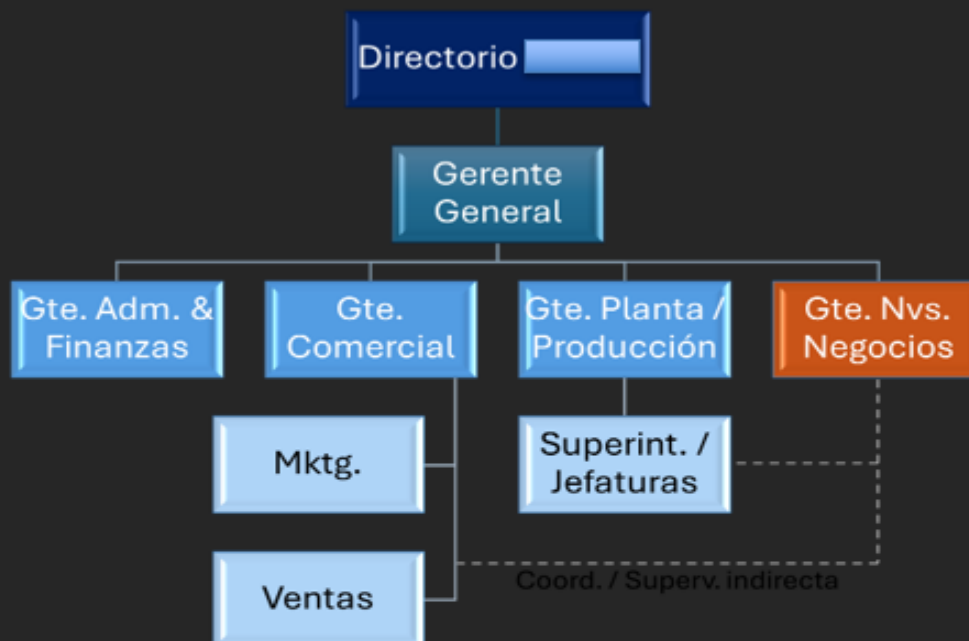 Directorio
Gerente
General
Gte. Adm. &
Finanzas
Gte.
Comercial
Gte. Planta /
Producción
Gte. Nvs.
Negocios
Mktg.
Superint. /
Jefaturas
Coord. / Superv. indirecta
Ventas